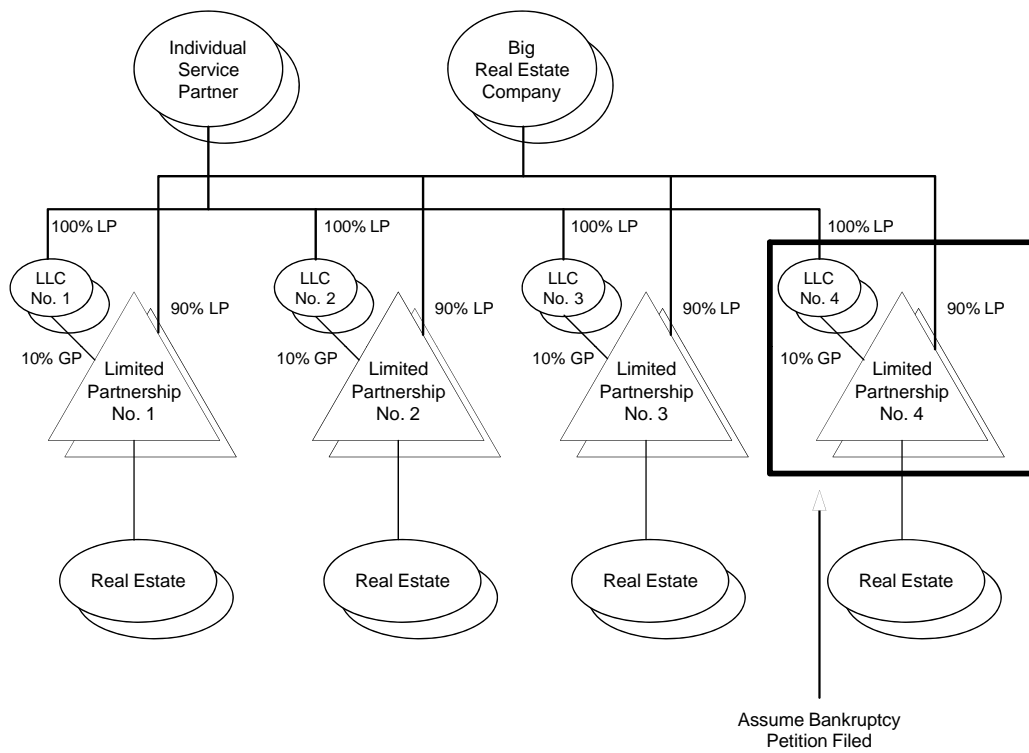 Individual
Service
Partner
Big
Real Estate
Company
100% LP
100% LP
100% LP
100% LP
LLC
No. 1
LLC
No. 2
LLC
No. 3
LLC
No. 4
90% LP
90% LP
90% LP
90% LP
10% GP
10% GP
10% GP
10% GP
Limited
Partnership
No. 1
Limited
Partnership
No. 2
Limited
Partnership
No. 3
Limited
Partnership
No. 4
Real Estate
Real Estate
Real Estate
Real Estate
Assume Bankruptcy
Petition Filed